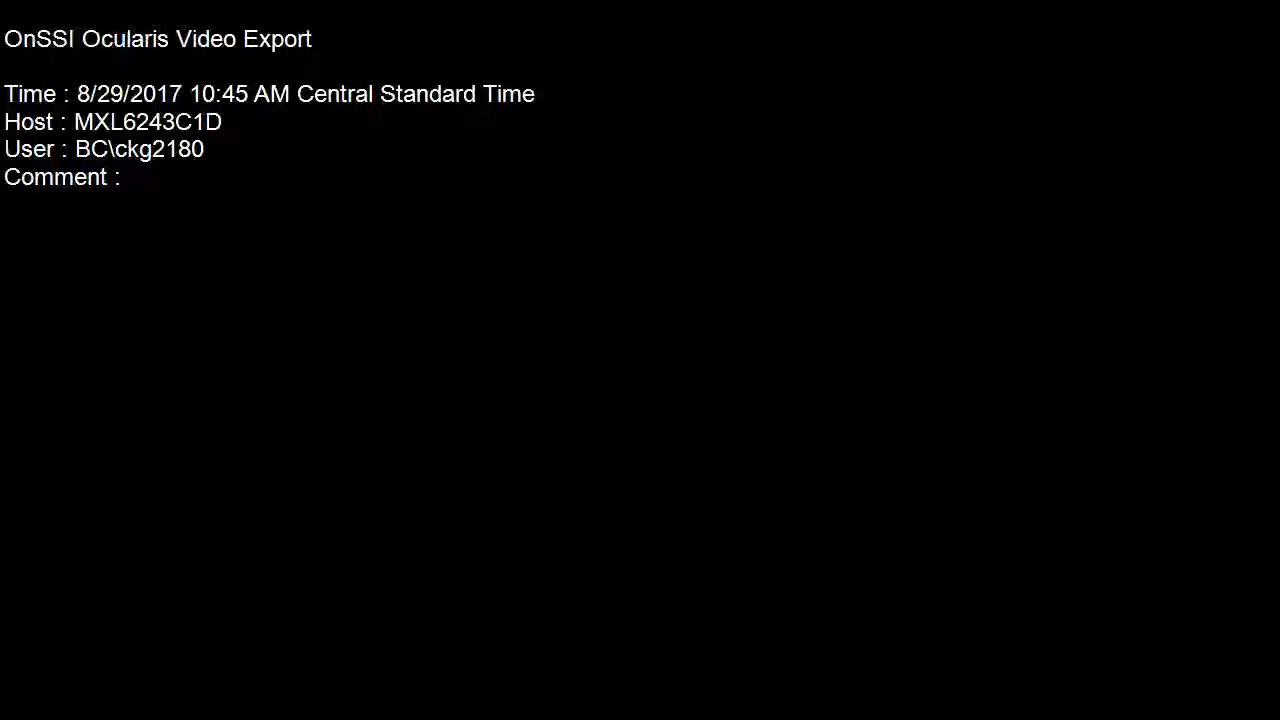 OnSSI Ocularis Video Export
Time : 8/29/2017 10:45 AM Central Standard Time
Host : MXL6243C1D
User : BC\ckg2180
Comment :